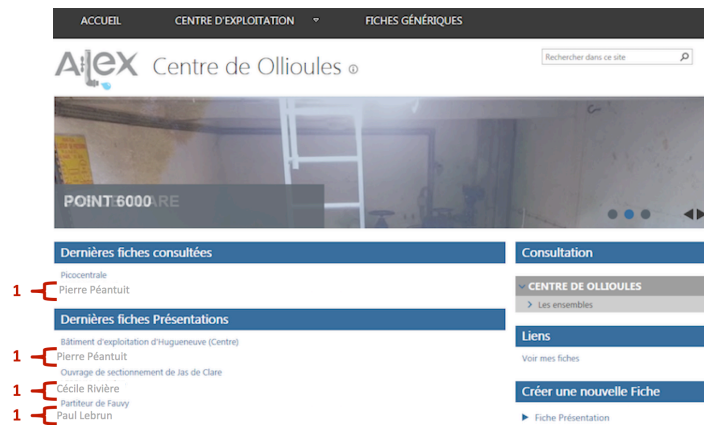 ACCUEIL CENTRE D'EXPLOITATION FICHES GÉNÉRIQUES
Alex Centre de Ollioules
Rechercher dans ce site
POINT 6000
Dernières fiches consultées
Picocentrale
1 Pierre Péantuit
Dernières fiches Présentations
Bâtiment d'exploitation d'Hugueneuve (Centre)
1 Pierre Péantuit
Ouvrage de sectionnement de Jas de Clare
1 Cécile Rivière
Partiteur de Fauvy
1 Paul Lebrun
Consultation
CENTRE DE OLLIOULES
Les ensembles
Liens
Voir mes fiches
Créer une nouvelle Fiche
Fiche Présentation